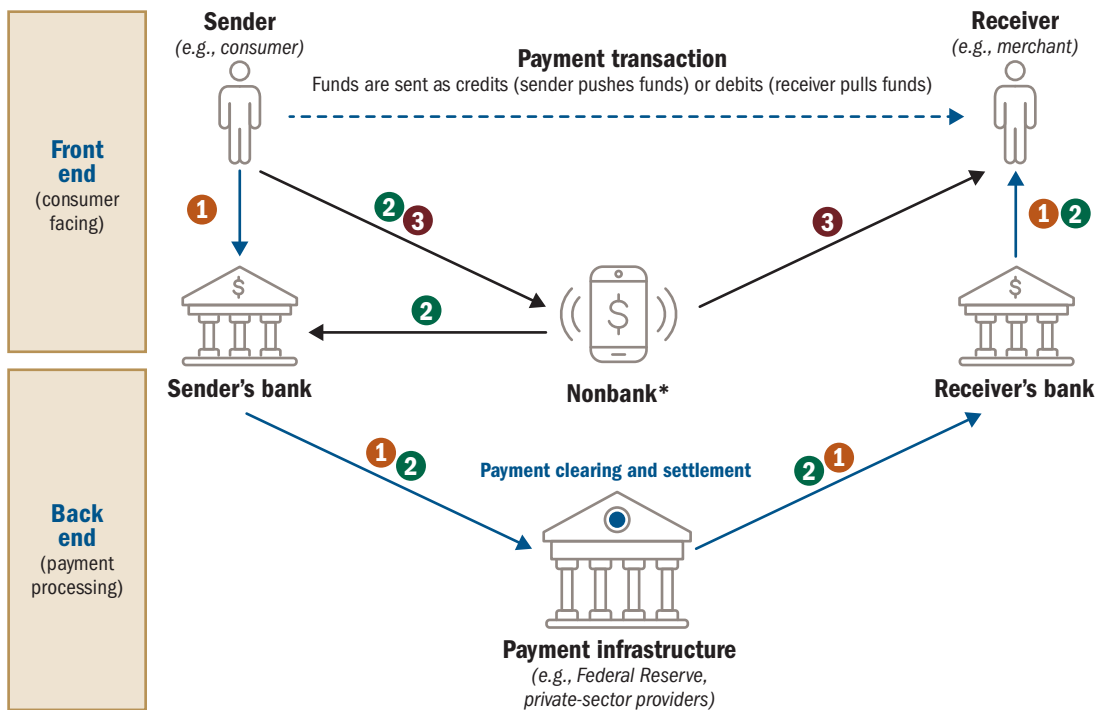 Sender
(e.g., consumer)
Receiver
(e.g., merchant)
Payment transaction
Funds are sent as credits (sender pushes funds) or debits (receiver pulls funds)
Front
end
(consumer
facing)
1
2
3
3
1 2
2
$
$
$
Sender's bank
Nonbank*
Receiver's bank
1
2
Payment clearing and settlement
2
1
Back
end
(payment
processing)
Payment infrastructure
(e.g., Federal Reserve,
private-sector providers)